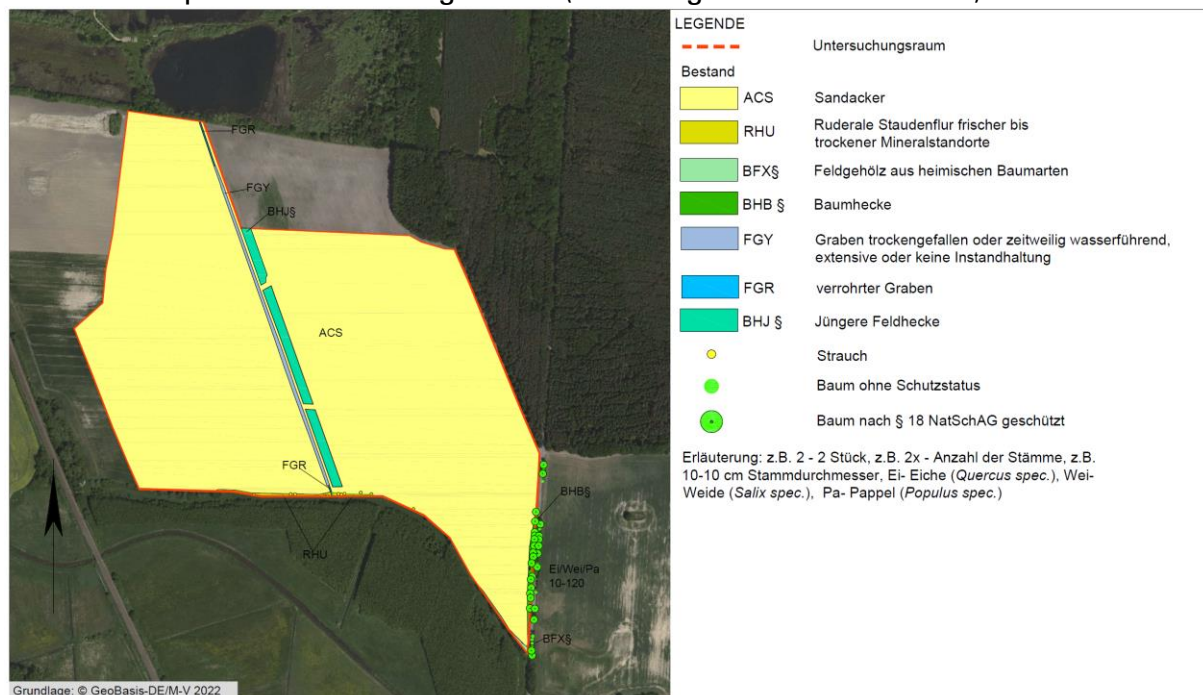 LEGENDE
Untersuchungsraum
Bestand
ACS Sandacker
RHU Ruderale Staudenflur frischer bis
trockener Mineralstandorte
BFX§ Feldgehölz aus heimischen Baumarten
BHB § Baumhecke
FGY Graben trockengefallen oder zeitweilig wasserführend,
extensive oder keine Instandhaltung
FGR verrohrter Graben
BHJ § Jüngere Feldhecke
Strauch
Baum ohne Schutzstatus
Baum nach § 18 NatSchAG geschützt
Erläuterung: z.B. 2 - 2 Stück, z.B. 2x - Anzahl der Stämme, z.B.
10-10 cm Stammdurchmesser, Ei- Eiche (Quercus spec.), Wei-
Weide (Salix spec.), Pa- Pappel (Populus spec.)
FGR
FGY
BHJ§
ACS
FGR
RHU
BHB§
Ei/Wei/Pa
10-120
BFX§
Grundlage: © GeoBasis-DE/M-V 2022